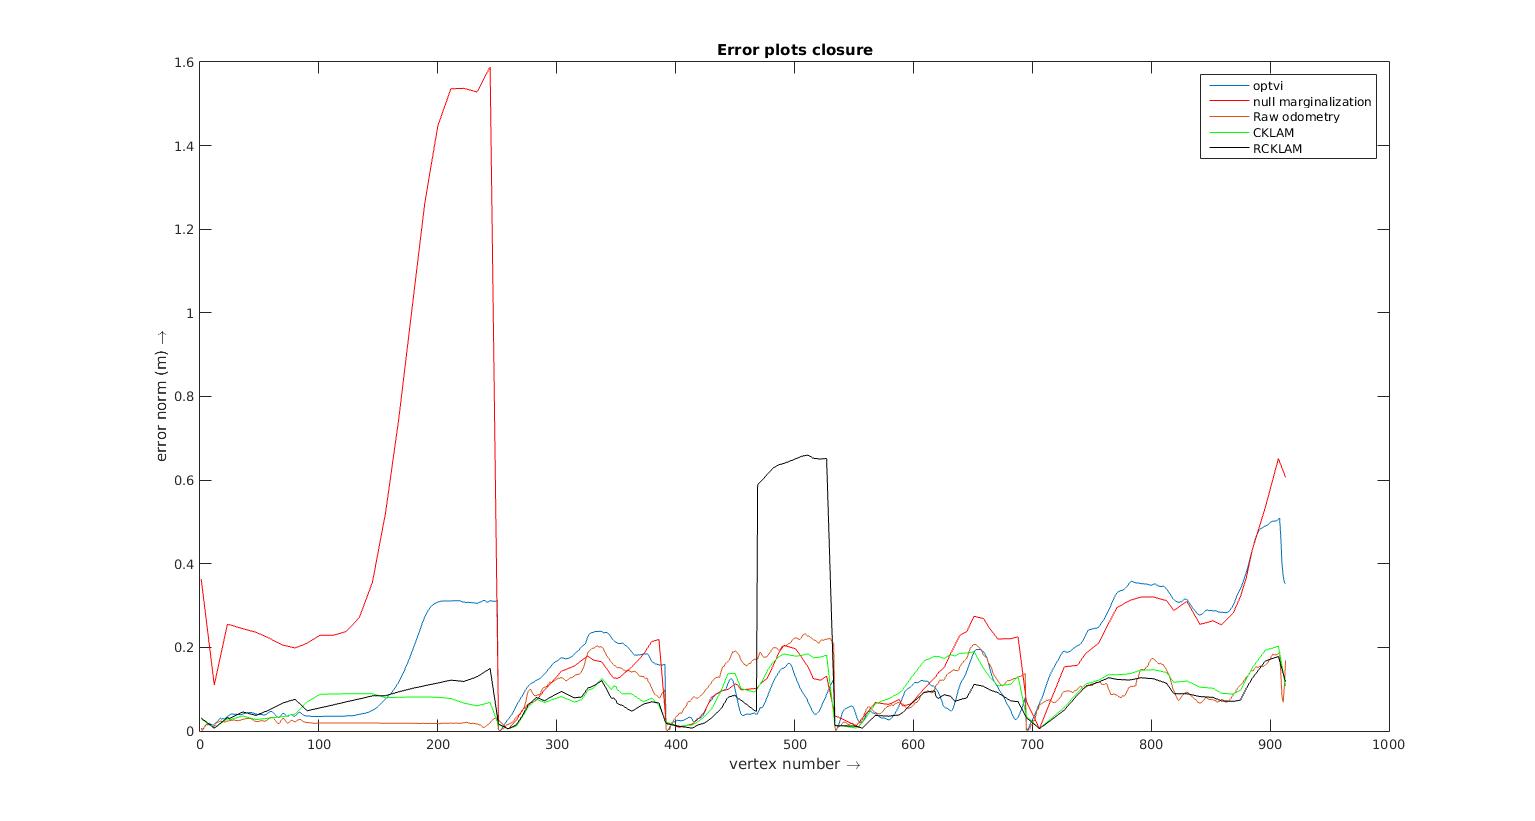 Error plots closure
optvi
null marginalization
Raw odometry
CKLAM
RCKLAM
error norm (m) →
1.6
1.4
1.2
1
0.8
0.6
0.4
0.2
0
0 100 200 300 400 500 600 700 800 900 1000
vertex number →